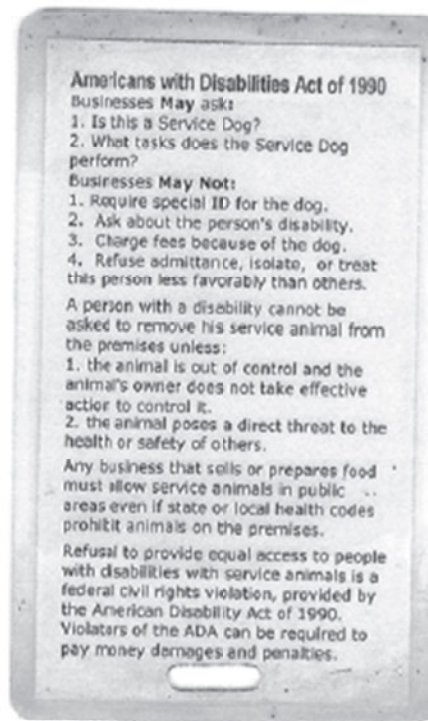 Americans with Disabilities Act of 1990
Businesses May ask:
1. Is this a Service Dog?
2. What tasks does the Service Dog
perform?
Businesses May Not:
1. Require special ID for the dog.
2. Ask about the person's disability.
3. Charge fees because of the dog.
4. Refuse admittance, isolate, or treat
this person less favorably than others.
A person with a disability cannot be
asked to remove his service animal from
the premises unless:
1. the animal is out of control and the
animal's owner does not take effective
action to control it.
2. the animal poses a direct threat to the
health or safety of others.
Any business that sells or prepares food
must allow service animals in public
areas even if state or local health codes
prohibit animals on the premises.
Refusal to provide equal access to people
with disabilities with service animals is a
federal civil rights violation, provided by
the American Disability Act of 1990.
Violators of the ADA can be required to
pay money damages and penalties.